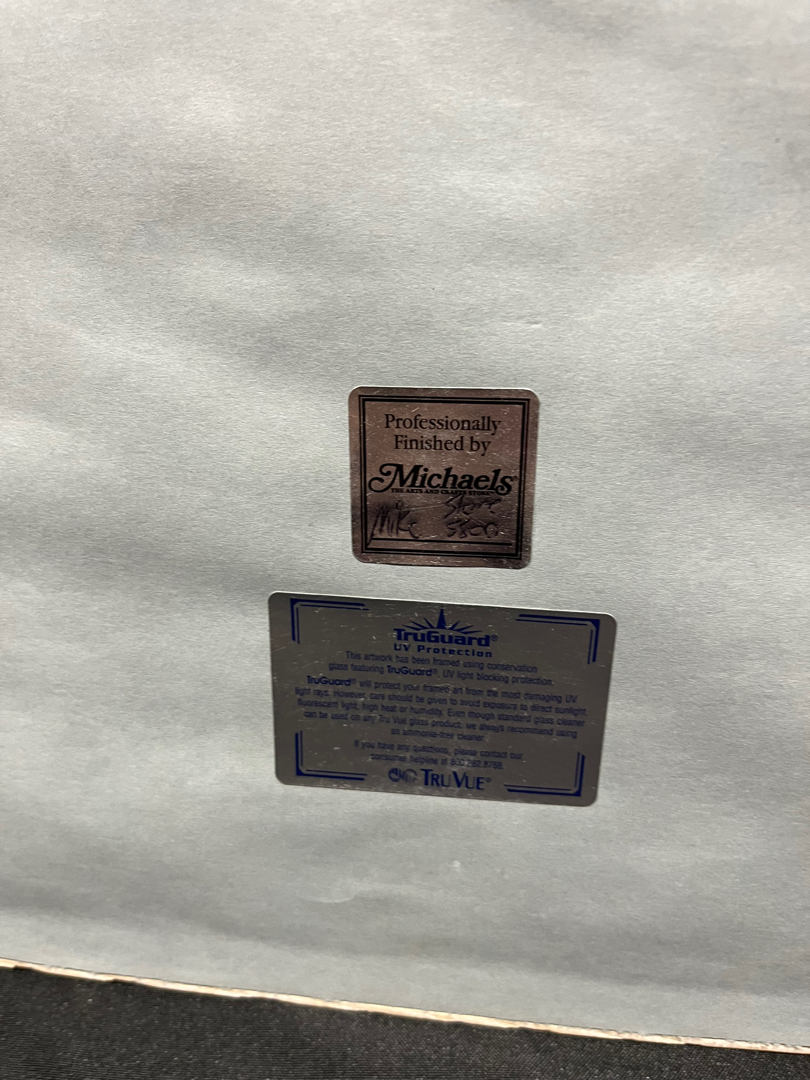 Professionally
Finished by
Michaels
THE ARTS AND CRAFTS STORE
Mike Store
TruGuard®
UV Protection
This artwork has been framed using conservation
glass featuring TruGuard®, UV light blocking protection.
TruGuard® will protect your framed art from the most damaging UV
light rays. However, care should be given to avoid exposure to direct sunlight,
fluorescent light, high heat or humidity. Even though standard glass cleaner
can be used on any Tru Vue glass product, we always recommend using
an ammonia-free cleaner.
If you have any questions, please contact our
consumer helpline at 800.282.8788.
TRU VUE®